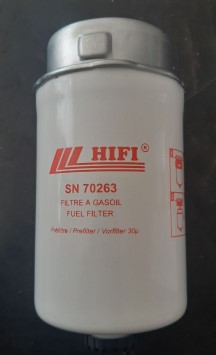 HIFI®
SN 70263
FILTRE A GASOIL
FUEL FILTER
Préfiltre / Prefilter / Vorfilter 30µ